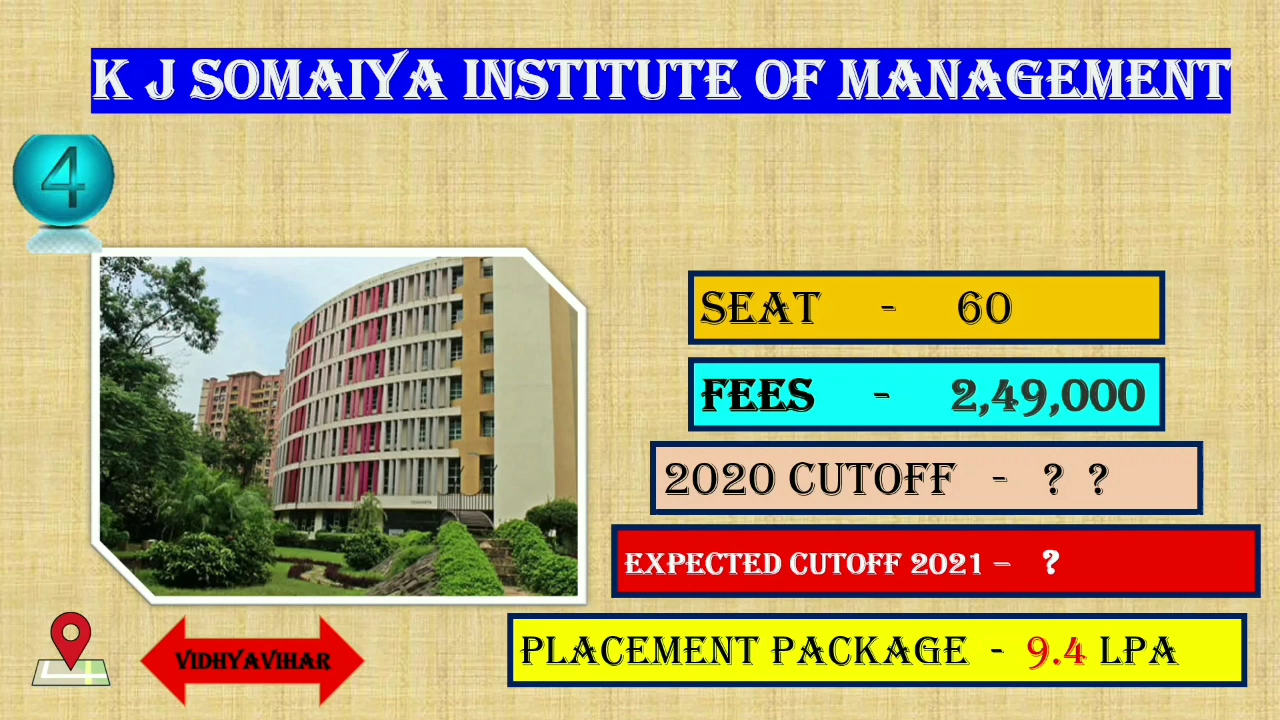 K J SOMAIYA INSTITUTE OF MANAGEMENT
4
SEAT - 60
FEES - 2,49,000
2020 CUTOFF - ? ?
EXPECTED CUTOFF 2021 – ?
PLACEMENT PACKAGE - 9.4 LPA
VIDHYAVIHAR